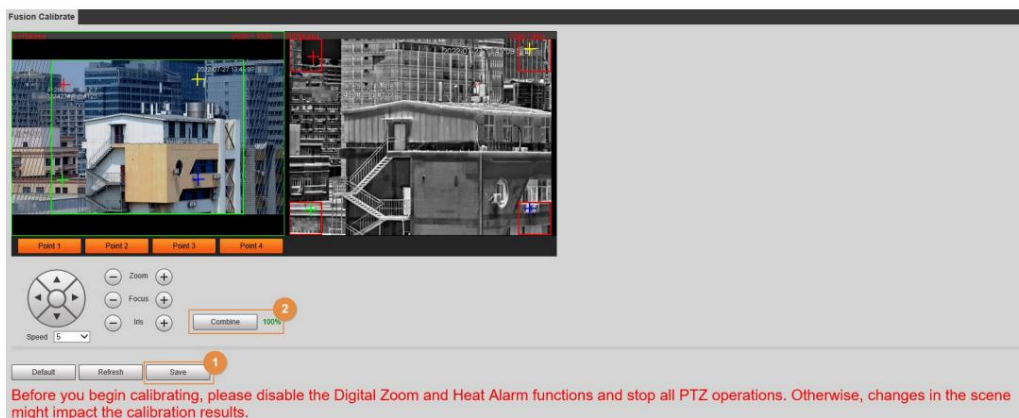 Fusion Calibrate
Point 1
Point 2
Point 3
Point 4
Zoom
Focus
Iris
Speed
5
Combine
100%
2
Default
Refresh
Save
1
Before you begin calibrating, please disable the Digital Zoom and Heat Alarm functions and stop all PTZ operations. Otherwise, changes in the scene
might impact the calibration results.